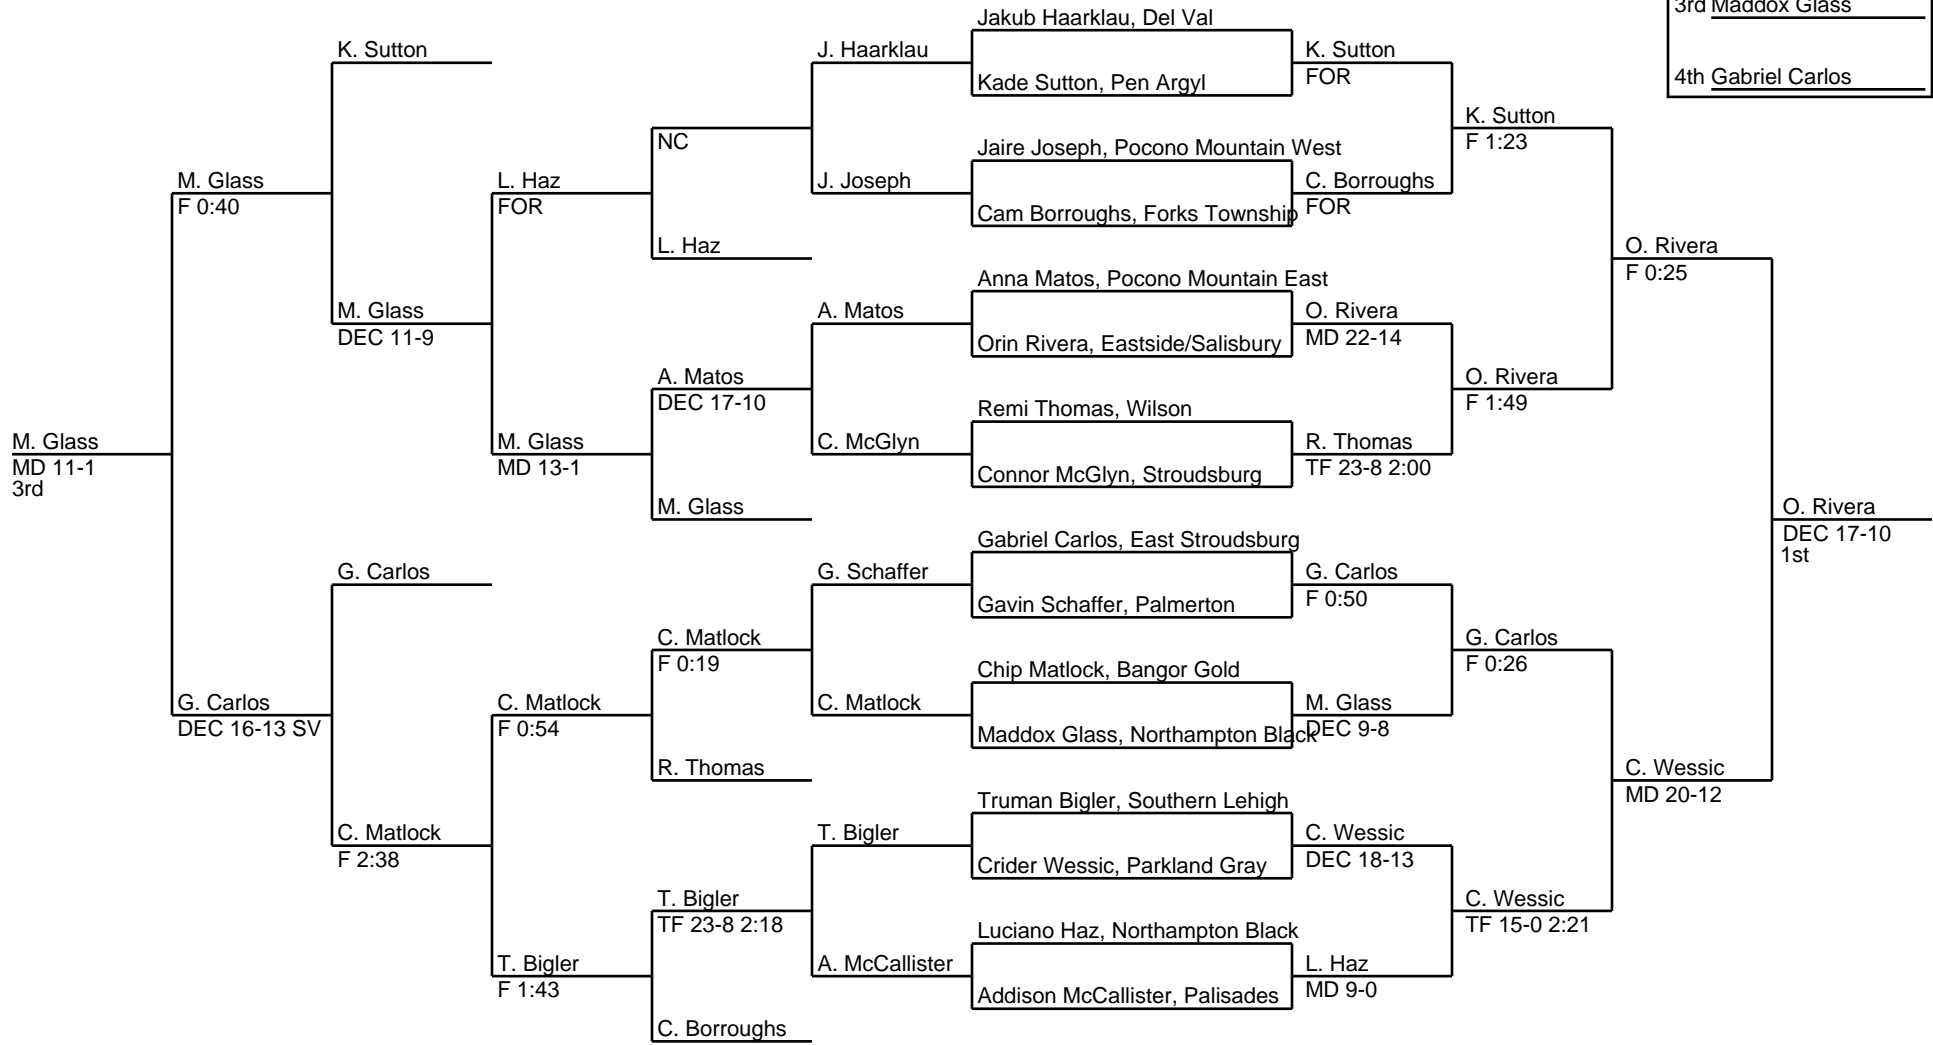 3rd Maddox Glass
4th Gabriel Carlos
Jakub Haarklau, Del Val
K. Sutton
J. Haarklau
K. Sutton
FOR
Kade Sutton, Pen Argyl
K. Sutton
F 1:23
NC
Jaire Joseph, Pocono Mountain West
M. Glass
F 0:40
L. Haz
FOR
J. Joseph
C. Borroughs
FOR
Cam Borroughs, Forks Township
L. Haz
O. Rivera
F 0:25
Anna Matos, Pocono Mountain East
M. Glass
DEC 11-9
A. Matos
O. Rivera
MD 22-14
Orin Rivera, Eastside/Salisbury
A. Matos
DEC 17-10
O. Rivera
F 1:49
Remi Thomas, Wilson
M. Glass
MD 11-1
3rd
M. Glass
MD 13-1
C. McGlyn
R. Thomas
TF 23-8 2:00
Connor McGlyn, Stroudsburg
M. Glass
O. Rivera
DEC 17-10
1st
Gabriel Carlos, East Stroudsburg
G. Carlos
G. Schaffer
G. Carlos
F 0:50
Gavin Schaffer, Palmerton
C. Matlock
F 0:19
G. Carlos
F 0:26
Chip Matlock, Bangor Gold
G. Carlos
DEC 16-13 SV
C. Matlock
F 0:54
C. Matlock
M. Glass
DEC 9-8
Maddox Glass, Northampton Black
R. Thomas
C. Wessic
MD 20-12
Truman Bigler, Southern Lehigh
C. Matlock
F 2:38
T. Bigler
C. Wessic
DEC 18-13
Crider Wessic, Parkland Gray
T. Bigler
TF 23-8 2:18
C. Wessic
TF 15-0 2:21
Luciano Haz, Northampton Black
T. Bigler
F 1:43
A. McCallister
L. Haz
MD 9-0
Addison McCallister, Palisades
C. Borroughs